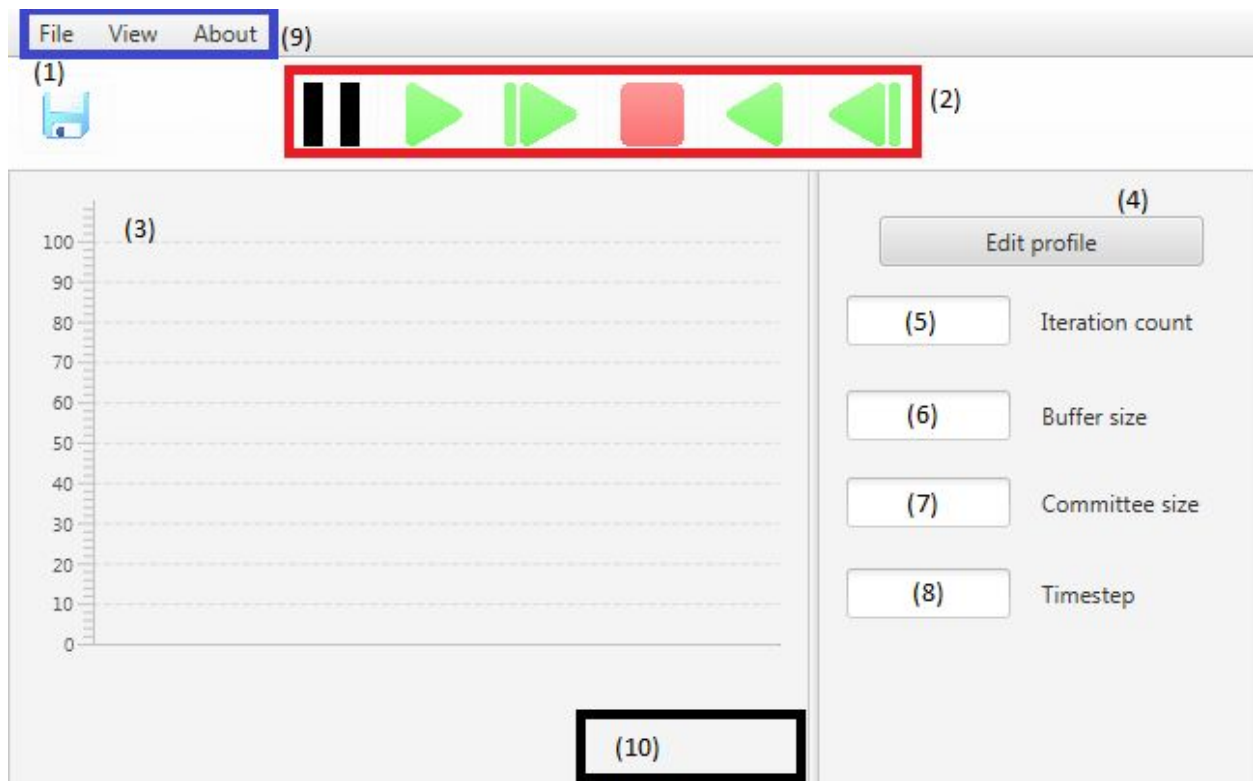 File View About (9)
(1)
(2)
(3)
100
90
80
70
60
50
40
30
20
10
0
(10)
(4)
Edit profile
(5) Iteration count
(6) Buffer size
(7) Committee size
(8) Timestep